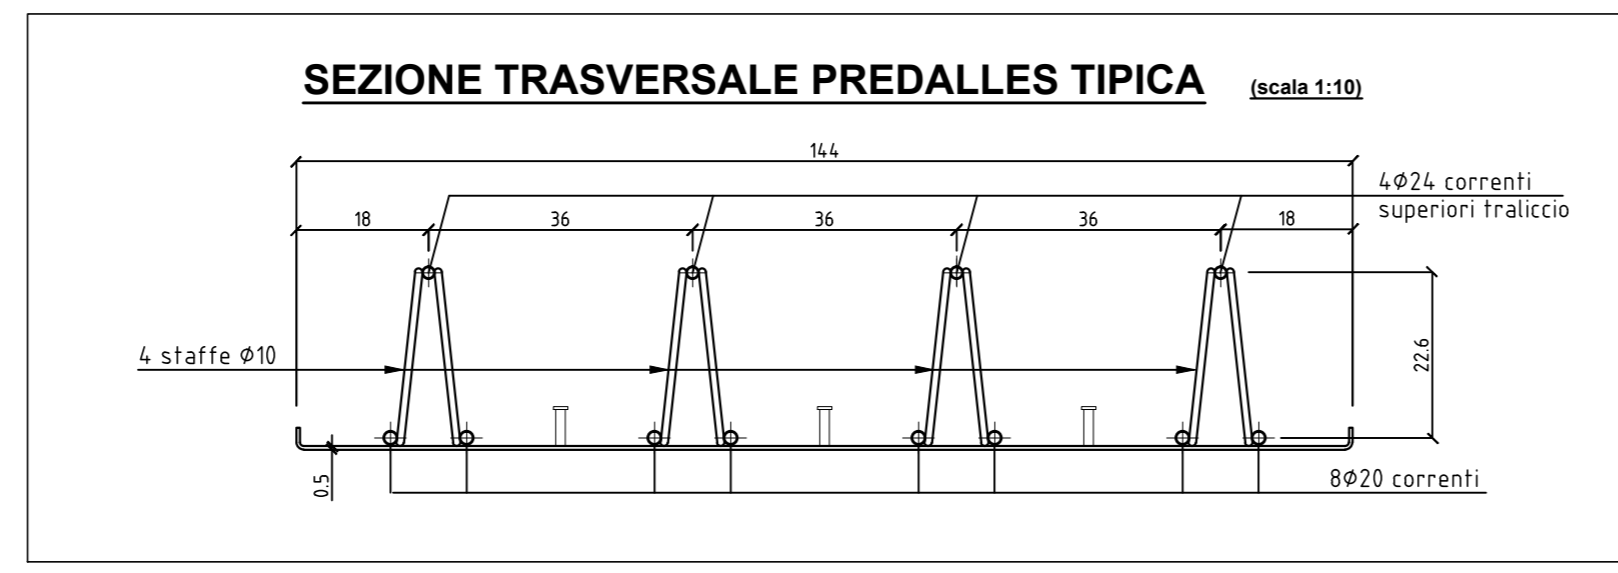 SEZIONE TRASVERSALE PREDALLES TIPICA (scala 1:10)
144
4Ø24 correnti
superiori traliccio
18 36 36 36 18
4 staffe Ø10
22.6
0.5
8Ø20 correnti